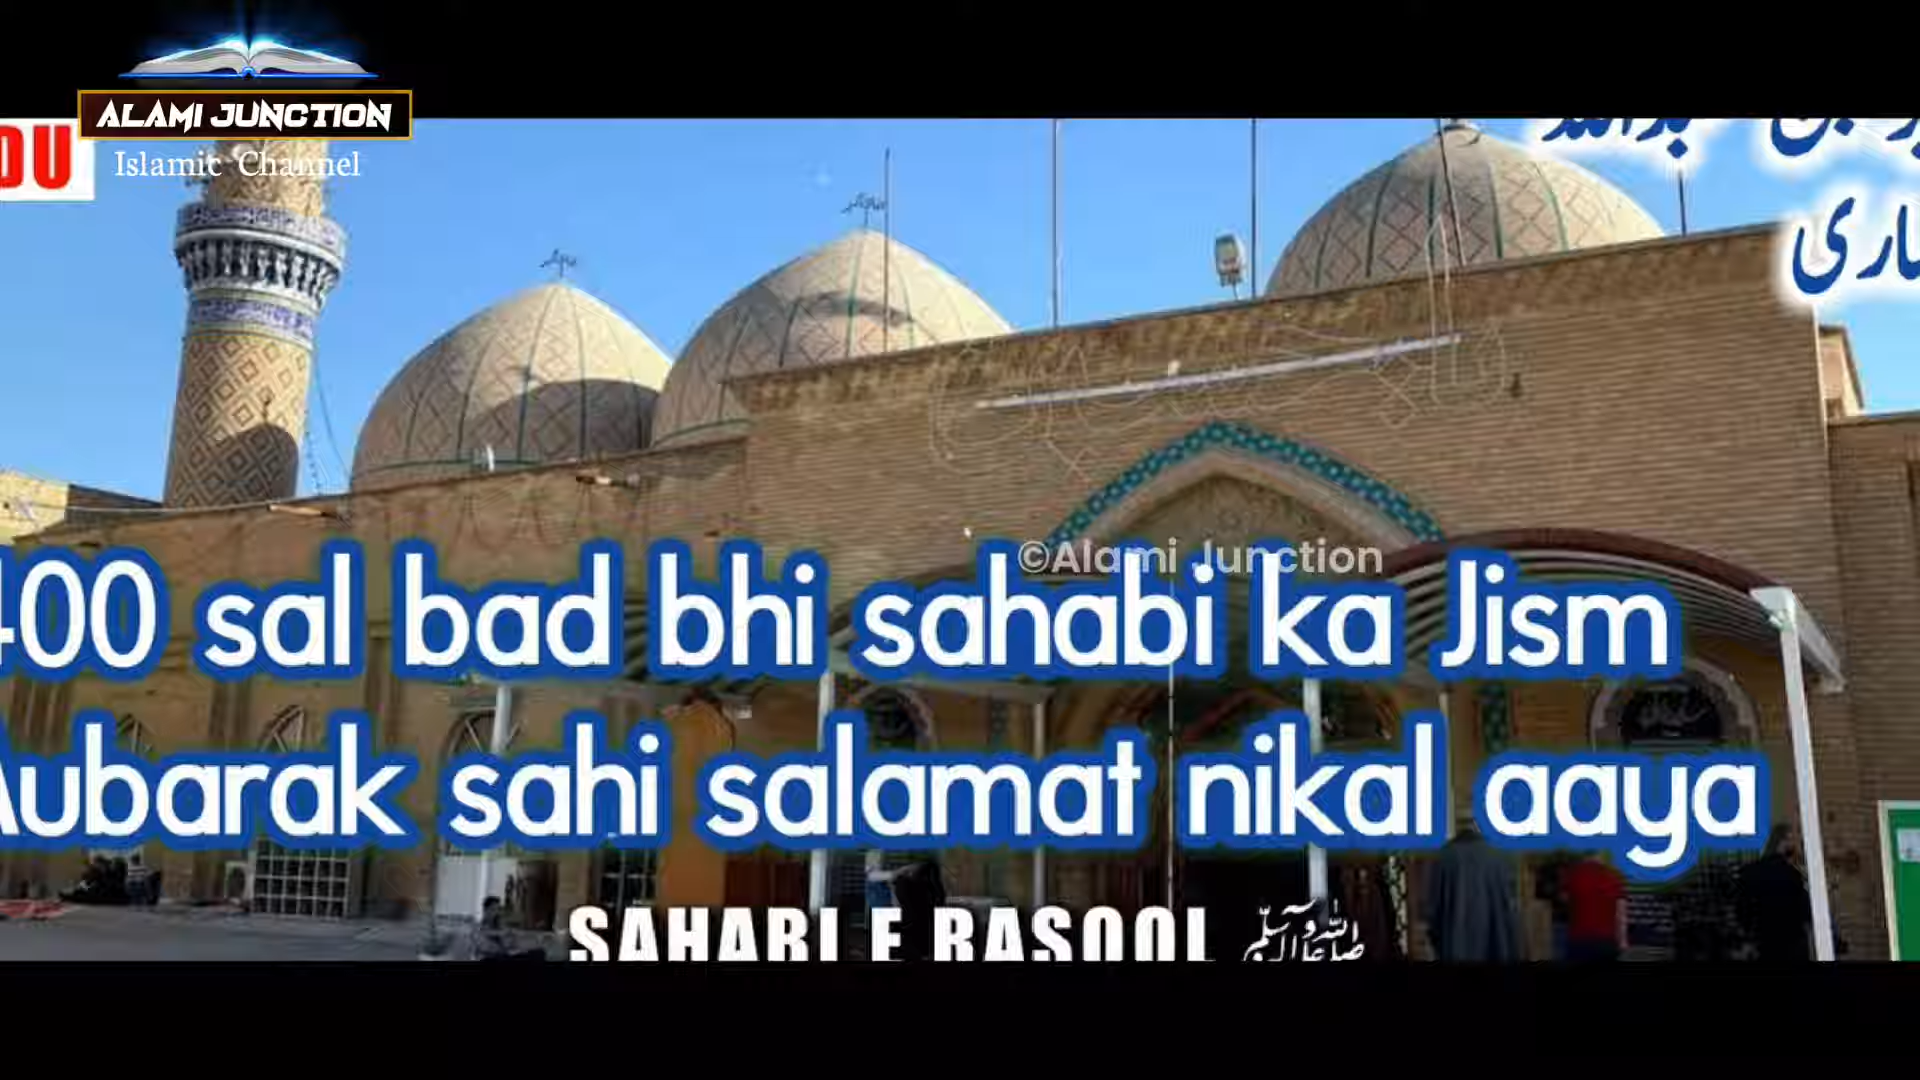 ALAMI JUNCTION
Islamic Channel
DU
400 sal bad bhi sahabi ka Jism
Mubarak sahi salamat nikal aaya
©Alami Junction
SAHABI E RASOOL ﷺ